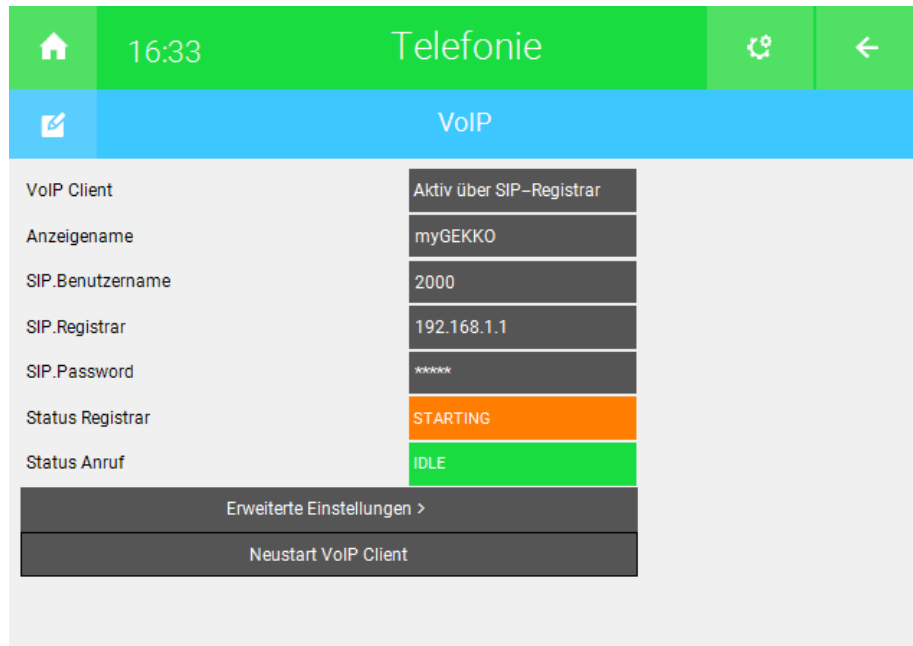 16:33 Telefonie
VoIP
VoIP Client Aktiv über SIP-Registrar
Anzeigename myGEKKO
SIP.Benutzername 2000
SIP.Registrar 192.168.1.1
SIP.Password *****
Status Registrar STARTING
Status Anruf IDLE
Erweiterte Einstellungen >
Neustart VoIP Client